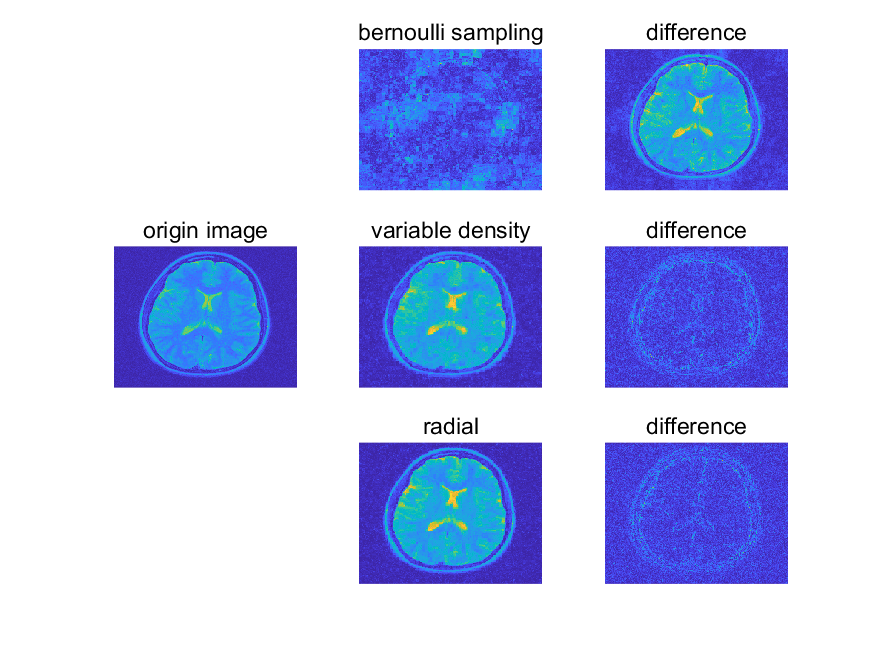 bernoulli sampling
difference
origin image
variable density
difference
radial
difference